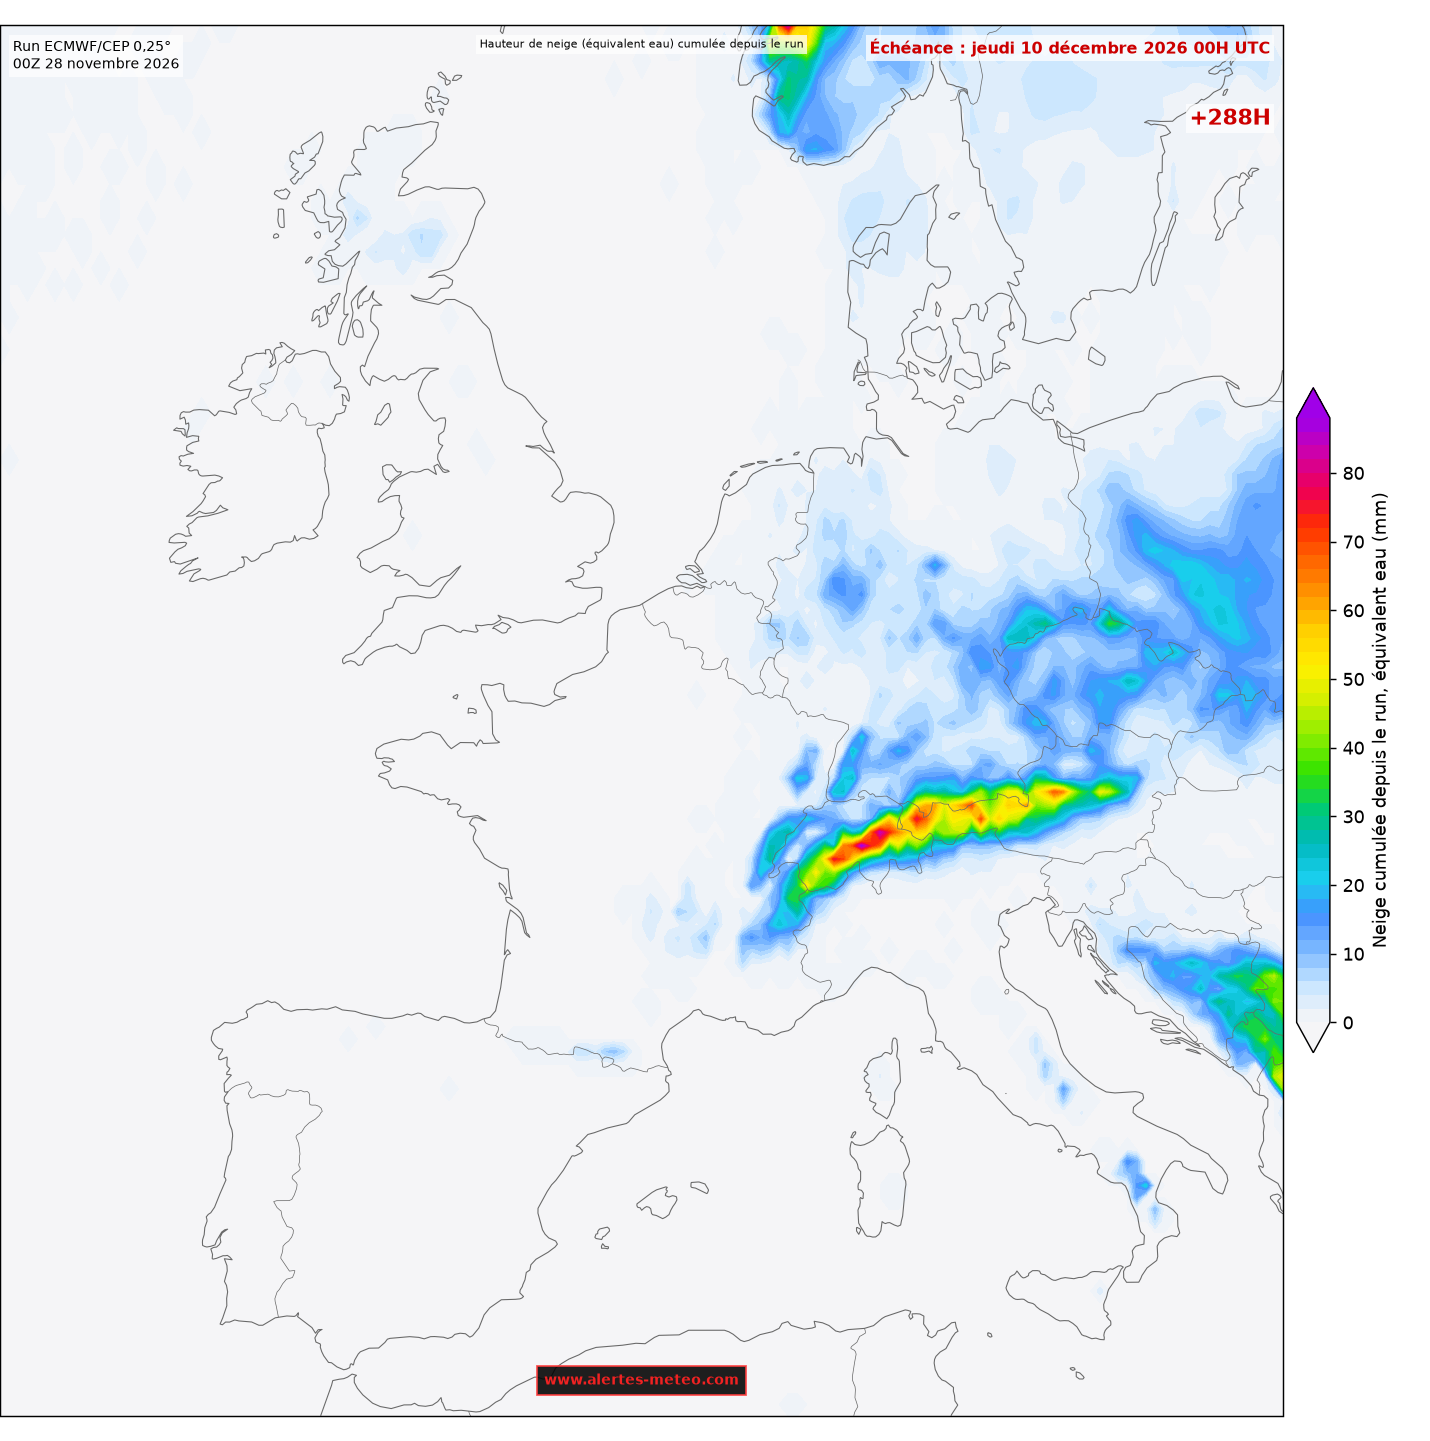 Run ECMWF/CEP 0,25°
00Z 28 novembre 2026
Hauteur de neige (équivalent eau) cumulée depuis le run
Échéance : jeudi 10 décembre 2026 00H UTC
+288H
80
70
60
50
40
30
20
10
0
Neige cumulée depuis le run, équivalent eau (mm)
www.alertes-meteo.com